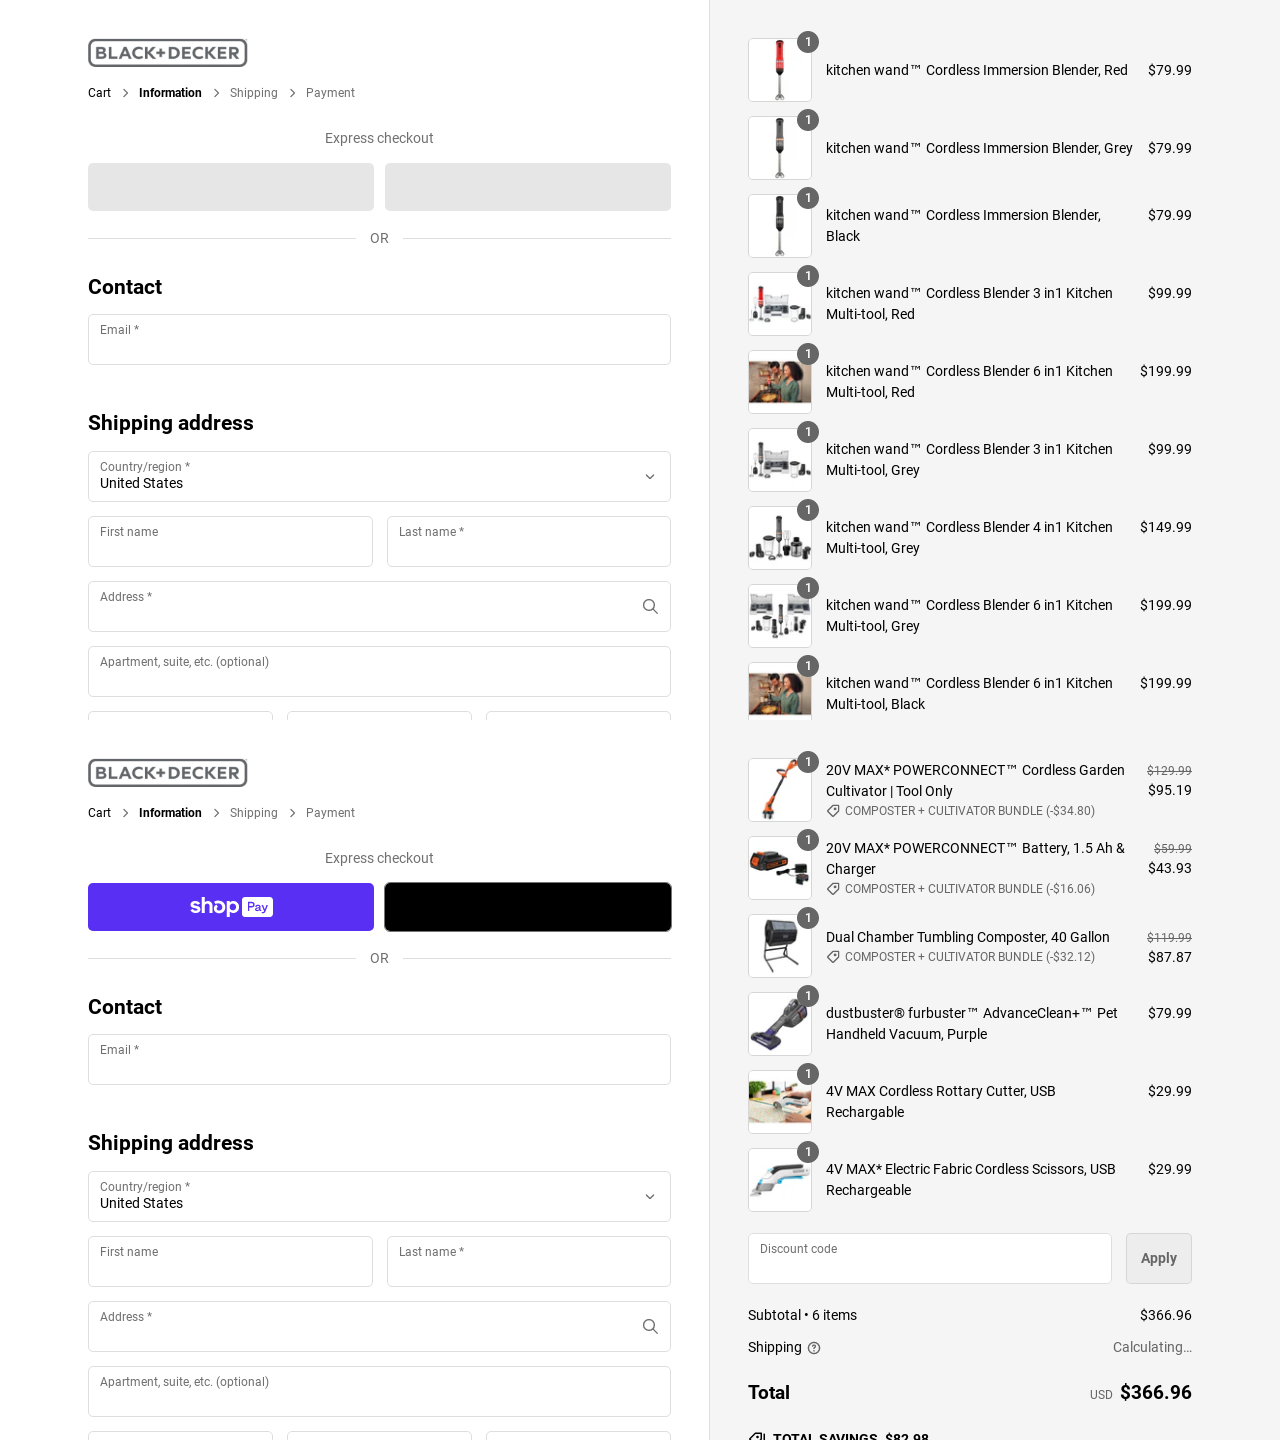 BLACK+DECKER
Cart > Information > Shipping > Payment
Express checkout
OR
Contact
Email *
Shipping address
Country/region *
United States
First name
Last name *
Address *
Apartment, suite, etc. (optional)
1
kitchen wand™ Cordless Immersion Blender, Red
$79.99
1
kitchen wand™ Cordless Immersion Blender, Grey
$79.99
1
kitchen wand™ Cordless Immersion Blender,
Black
$79.99
1
kitchen wand™ Cordless Blender 3 in1 Kitchen
Multi-tool, Red
$99.99
1
kitchen wand™ Cordless Blender 6 in1 Kitchen
Multi-tool, Red
$199.99
1
kitchen wand™ Cordless Blender 3 in1 Kitchen
Multi-tool, Grey
$99.99
1
kitchen wand™ Cordless Blender 4 in1 Kitchen
Multi-tool, Grey
$149.99
1
kitchen wand™ Cordless Blender 6 in1 Kitchen
Multi-tool, Grey
$199.99
1
kitchen wand™ Cordless Blender 6 in1 Kitchen
Multi-tool, Black
$199.99
BLACK+DECKER
Cart > Information > Shipping > Payment
Express checkout
shop Pay
OR
Contact
Email *
Shipping address
Country/region *
United States
First name
Last name *
Address *
Apartment, suite, etc. (optional)
1
20V MAX* POWERCONNECT™ Cordless Garden
Cultivator | Tool Only
COMPOSTER + CULTIVATOR BUNDLE (-$34.80)
$129.99
$95.19
1
20V MAX* POWERCONNECT™ Battery, 1.5 Ah &
Charger
COMPOSTER + CULTIVATOR BUNDLE (-$16.06)
$59.99
$43.93
1
Dual Chamber Tumbling Composter, 40 Gallon
COMPOSTER + CULTIVATOR BUNDLE (-$32.12)
$119.99
$87.87
1
dustbuster® furbuster™ AdvanceClean+™ Pet
Handheld Vacuum, Purple
$79.99
1
4V MAX Cordless Rottary Cutter, USB
Rechargable
$29.99
1
4V MAX* Electric Fabric Cordless Scissors, USB
Rechargeable
$29.99
Discount code
Apply
Subtotal • 6 items
$366.96
Shipping
Calculating…
Total
USD $366.96
TOTAL SAVINGS $82.98